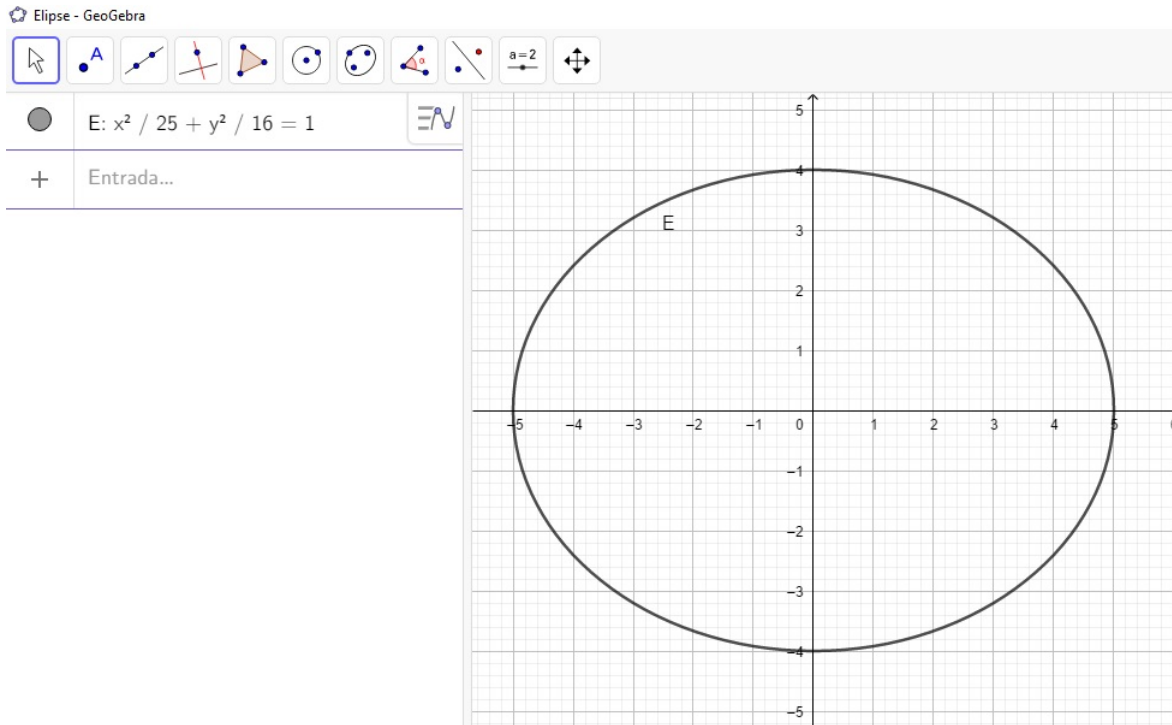 Elipse - GeoGebra
A
α
a=2
E: x² / 25 + y² / 16 = 1
+ Entrada...
5
4
E
3
2
1
–5 –4 –3 –2 –1 0 1 2 3 4 5
–1
–2
–3
–4
–5